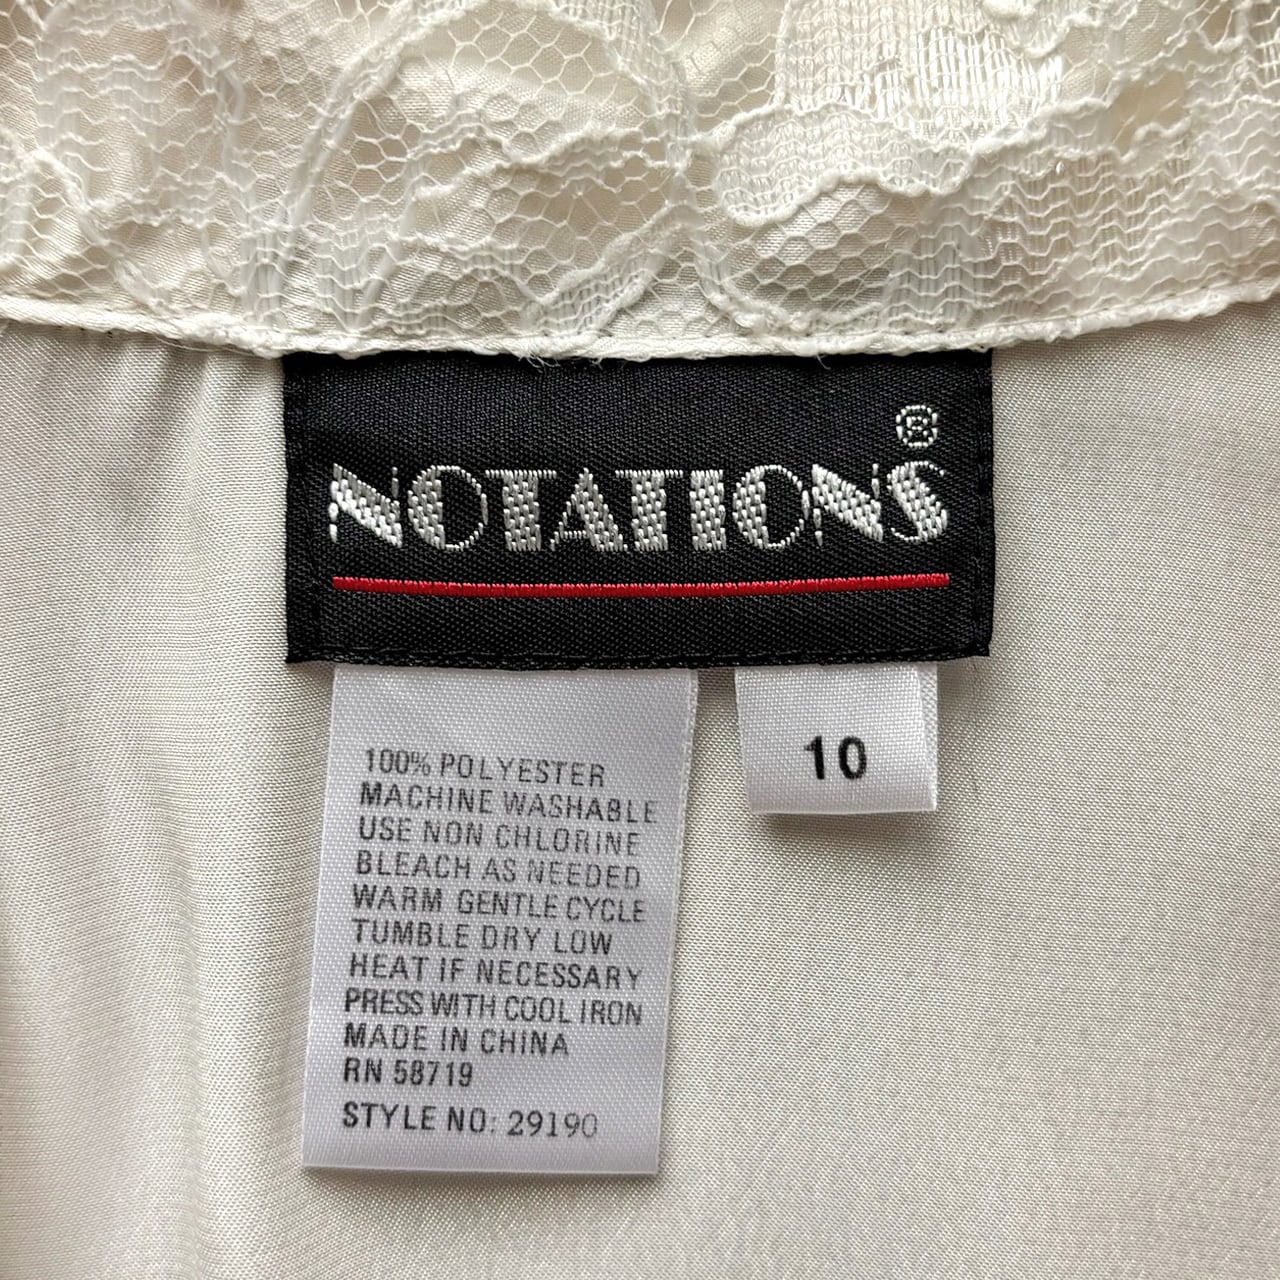 NOTATIONS®
10
100% POLYESTER
MACHINE WASHABLE
USE NON CHLORINE
BLEACH AS NEEDED
WARM GENTLE CYCLE
TUMBLE DRY LOW
HEAT IF NECESSARY
PRESS WITH COOL IRON
MADE IN CHINA
RN 58719
STYLE NO: 29190